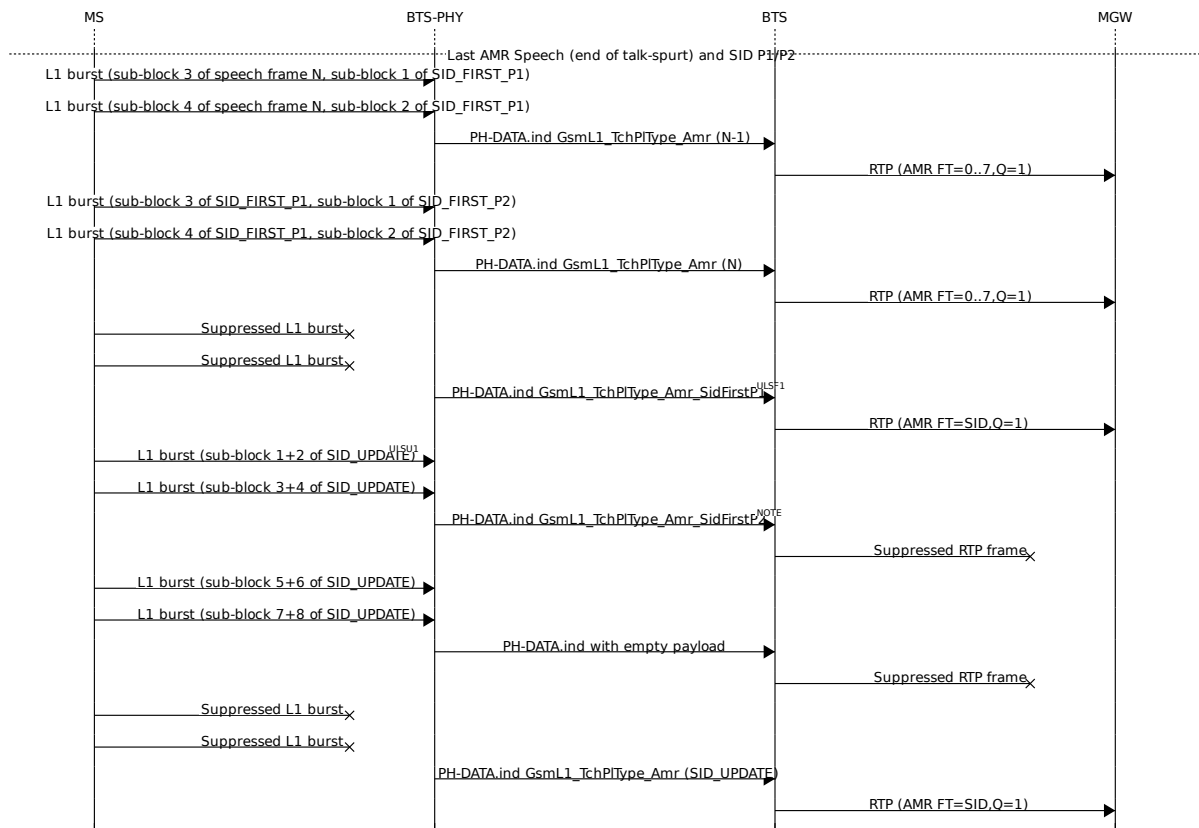 MS BTS-PHY BTS MGW
Last AMR Speech (end of talk-spurt) and SID P1/P2
L1 burst (sub-block 3 of speech frame N, sub-block 1 of SID_FIRST_P1)
L1 burst (sub-block 4 of speech frame N, sub-block 2 of SID_FIRST_P1)
PH-DATA.ind GsmL1_TchPlType_Amr (N-1)
RTP (AMR FT=0..7,Q=1)
L1 burst (sub-block 3 of SID_FIRST_P1, sub-block 1 of SID_FIRST_P2)
L1 burst (sub-block 4 of SID_FIRST_P1, sub-block 2 of SID_FIRST_P2)
PH-DATA.ind GsmL1_TchPlType_Amr (N)
RTP (AMR FT=0..7,Q=1)
Suppressed L1 burst
Suppressed L1 burst
PH-DATA.ind GsmL1_TchPlType_Amr_SidFirstP1 ULSF1
RTP (AMR FT=SID,Q=1)
L1 burst (sub-block 1+2 of SID_UPDATE) ULSU1
L1 burst (sub-block 3+4 of SID_UPDATE)
PH-DATA.ind GsmL1_TchPlType_Amr_SidFirstP2 NOTE
Suppressed RTP frame
L1 burst (sub-block 5+6 of SID_UPDATE)
L1 burst (sub-block 7+8 of SID_UPDATE)
PH-DATA.ind with empty payload
Suppressed RTP frame
Suppressed L1 burst
Suppressed L1 burst
PH-DATA.ind GsmL1_TchPlType_Amr (SID_UPDATE)
RTP (AMR FT=SID,Q=1)